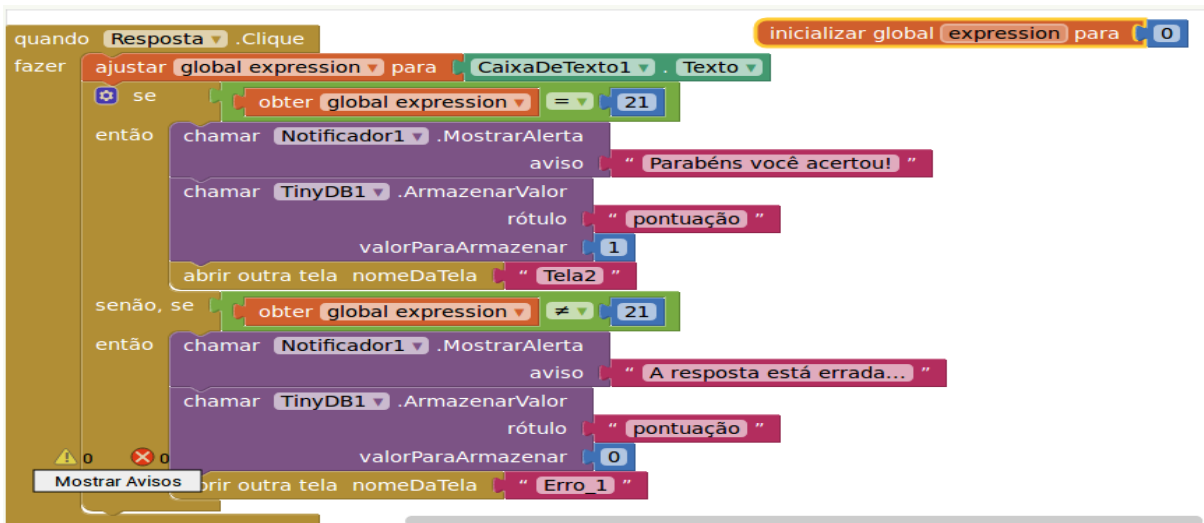 quando Resposta .Clique
inicializar global expression para 0
fazer ajustar global expression para CaixaDeTexto1 . Texto
se obter global expression = 21
então chamar Notificador1 .MostrarAlerta
aviso " Parabéns você acertou! "
chamar TinyDB1 .ArmazenarValor
rótulo " pontuação "
valorParaArmazenar 1
abrir outra tela nomeDaTela " Tela2 "
senão, se obter global expression ≠ 21
então chamar Notificador1 .MostrarAlerta
aviso " A resposta está errada... "
chamar TinyDB1 .ArmazenarValor
rótulo " pontuação "
0 0 valorParaArmazenar 0
Mostrar Avisos brir outra tela nomeDaTela " Erro_1 "